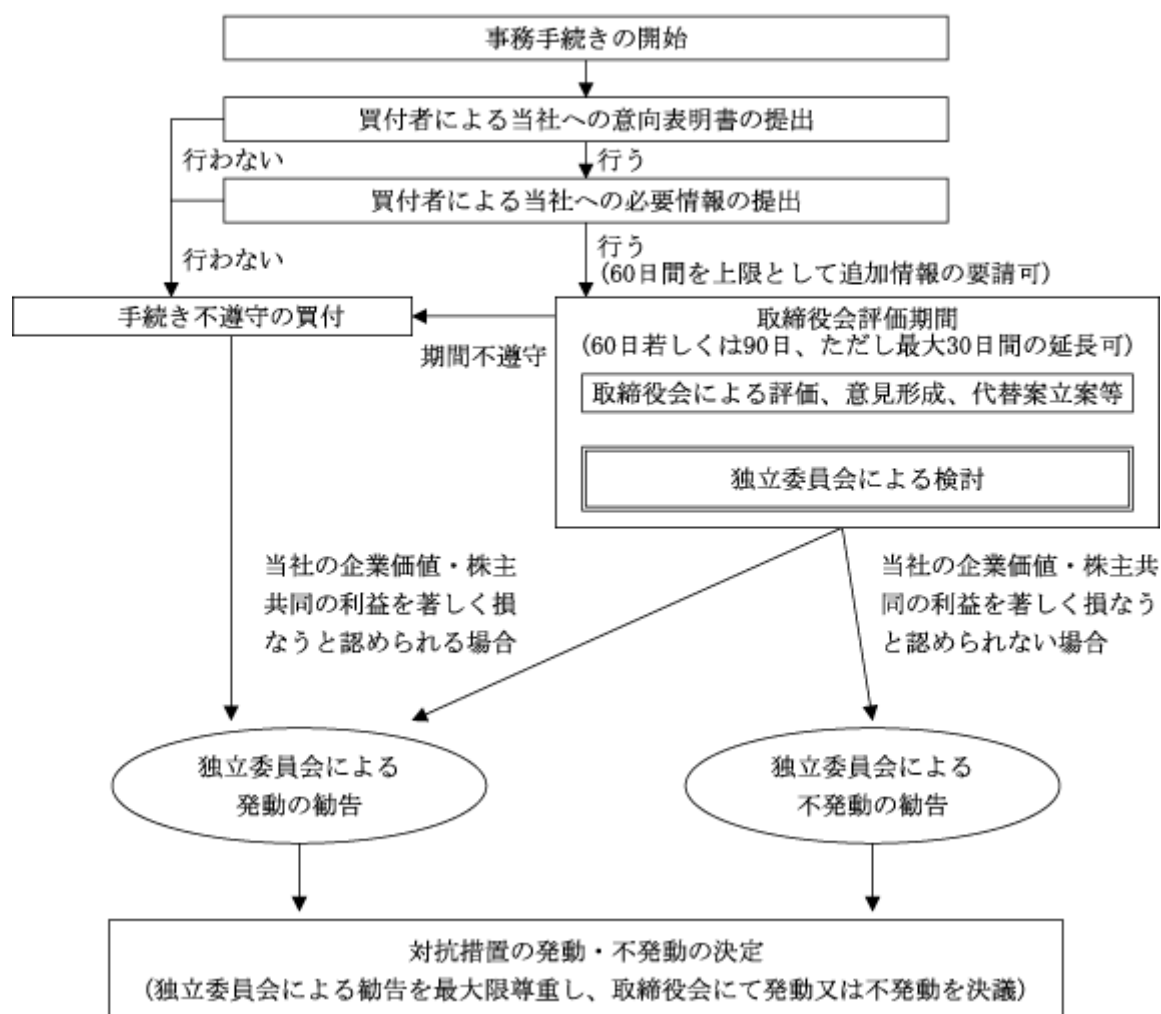 事務手続きの開始
買付者による当社への意向表明書の提出
行わない
行う
買付者による当社への必要情報の提出
行わない
行う
(60日間を上限として追加情報の要請可)
手続き不遵守の買付
期間不遵守
取締役会評価期間
(60日若しくは90日、ただし最大30日間の延長可)
取締役会による評価、意見形成、代替案立案等
独立委員会による検討
当社の企業価値・株主
共同の利益を著しく損
なうと認められる場合
当社の企業価値・株主共
同の利益を著しく損なう
と認められない場合
独立委員会による
発動の勧告
独立委員会による
不発動の勧告
対抗措置の発動・不発動の決定
(独立委員会による勧告を最大限尊重し、取締役会にて発動又は不発動を決議)